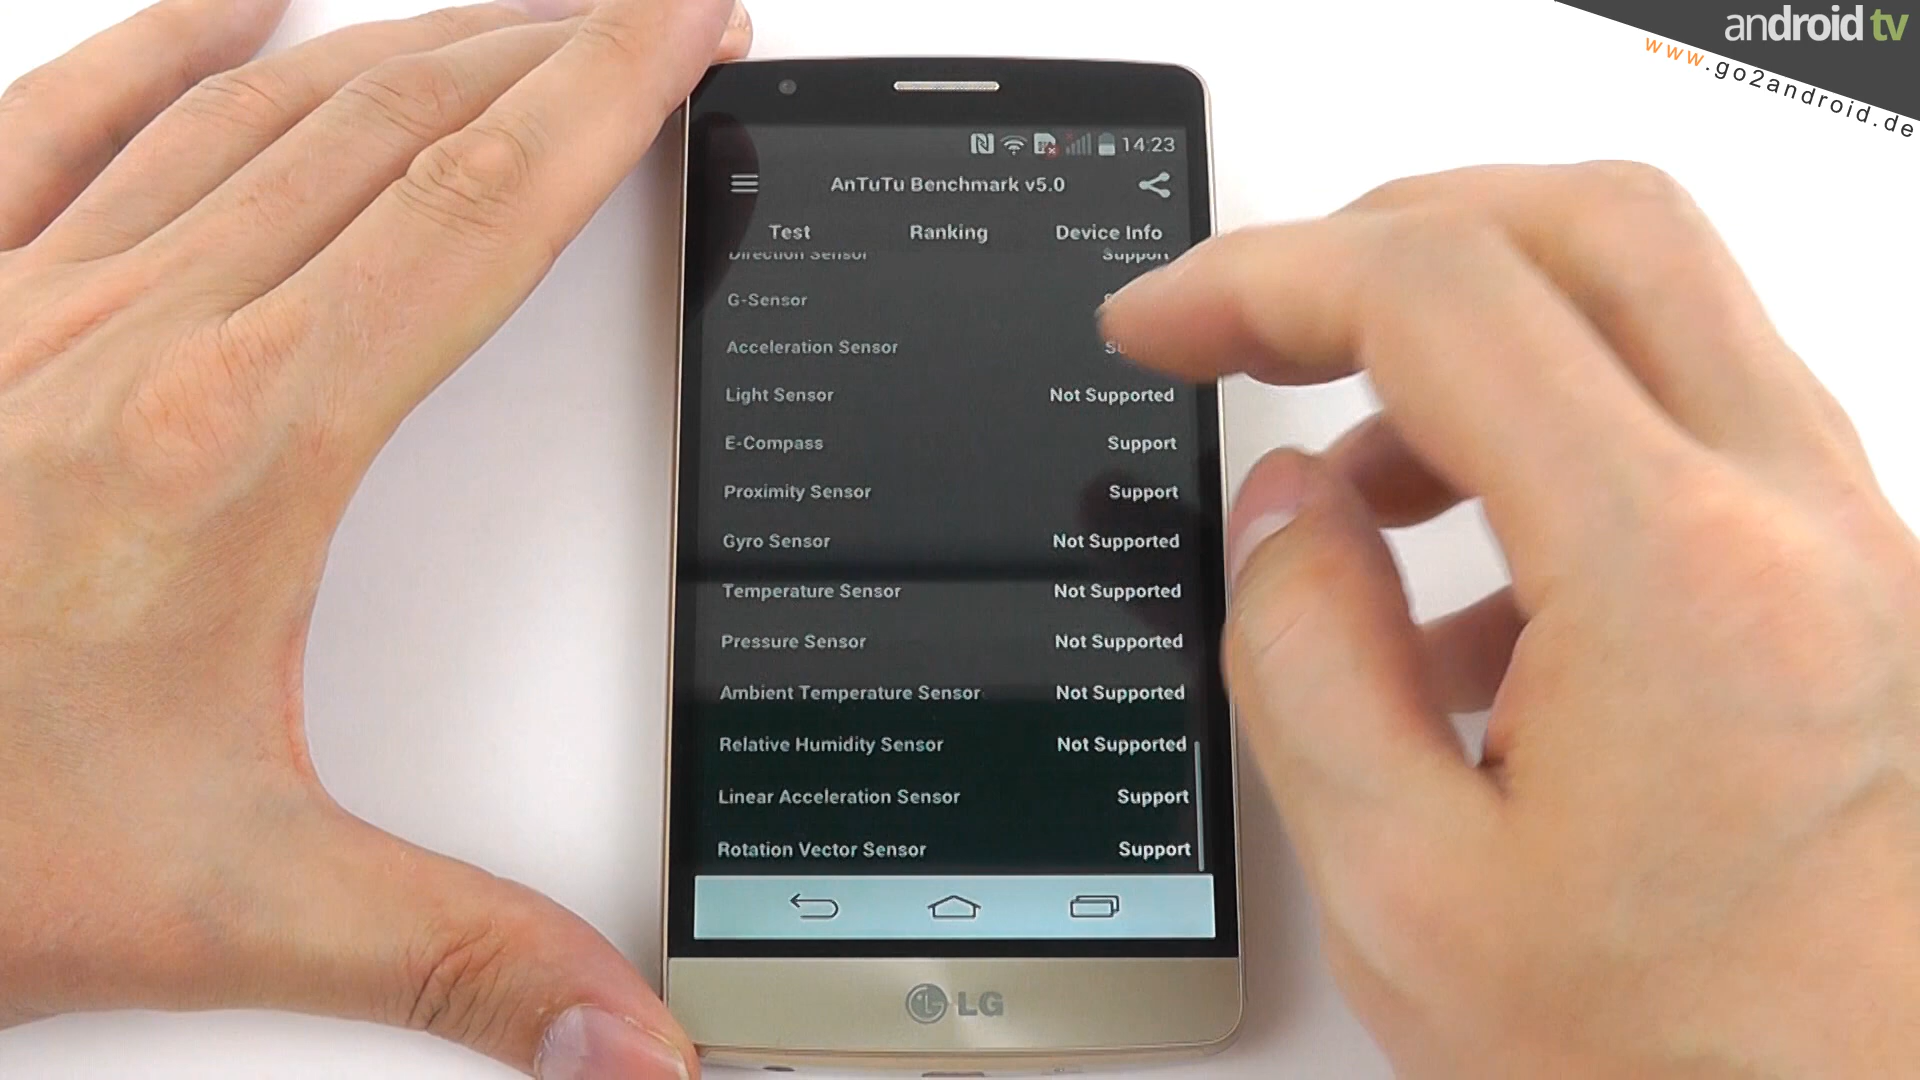 android tv
www.go2android.de
14:23
AnTuTu Benchmark v5.0
Test Ranking Device Info
Direction Sensor Support
G-Sensor
Acceleration Sensor
Light Sensor Not Supported
E-Compass Support
Proximity Sensor Support
Gyro Sensor Not Supported
Temperature Sensor Not Supported
Pressure Sensor Not Supported
Ambient Temperature Sensor Not Supported
Relative Humidity Sensor Not Supported
Linear Acceleration Sensor Support
Rotation Vector Sensor Support
LG